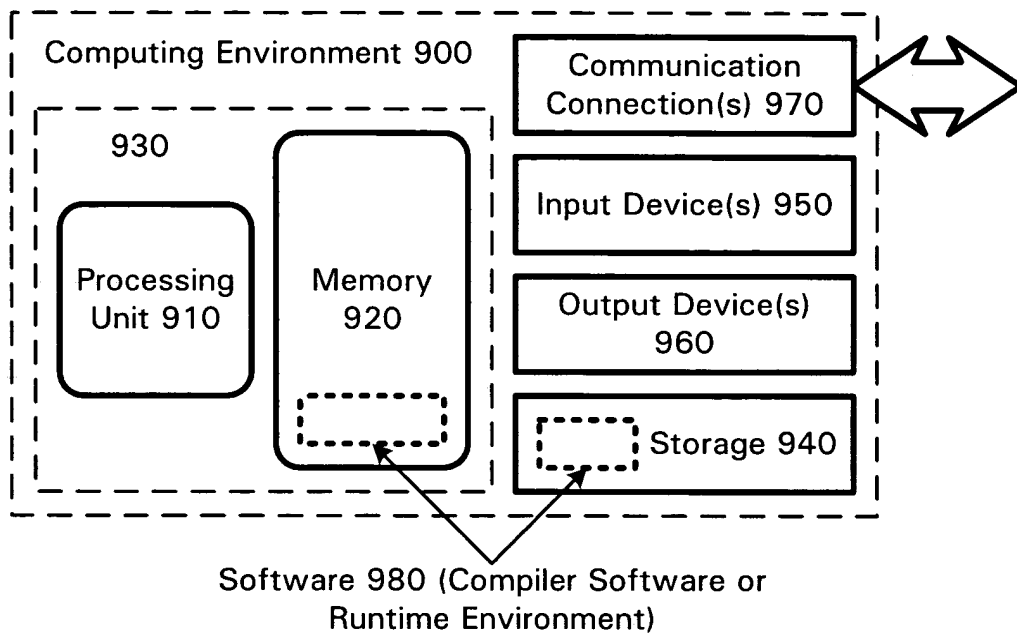 Computing Environment 900
Communication
Connection(s) 970
930
Input Device(s) 950
Processing
Unit 910
Memory
920
Output Device(s)
960
Storage 940
Software 980 (Compiler Software or
Runtime Environment)